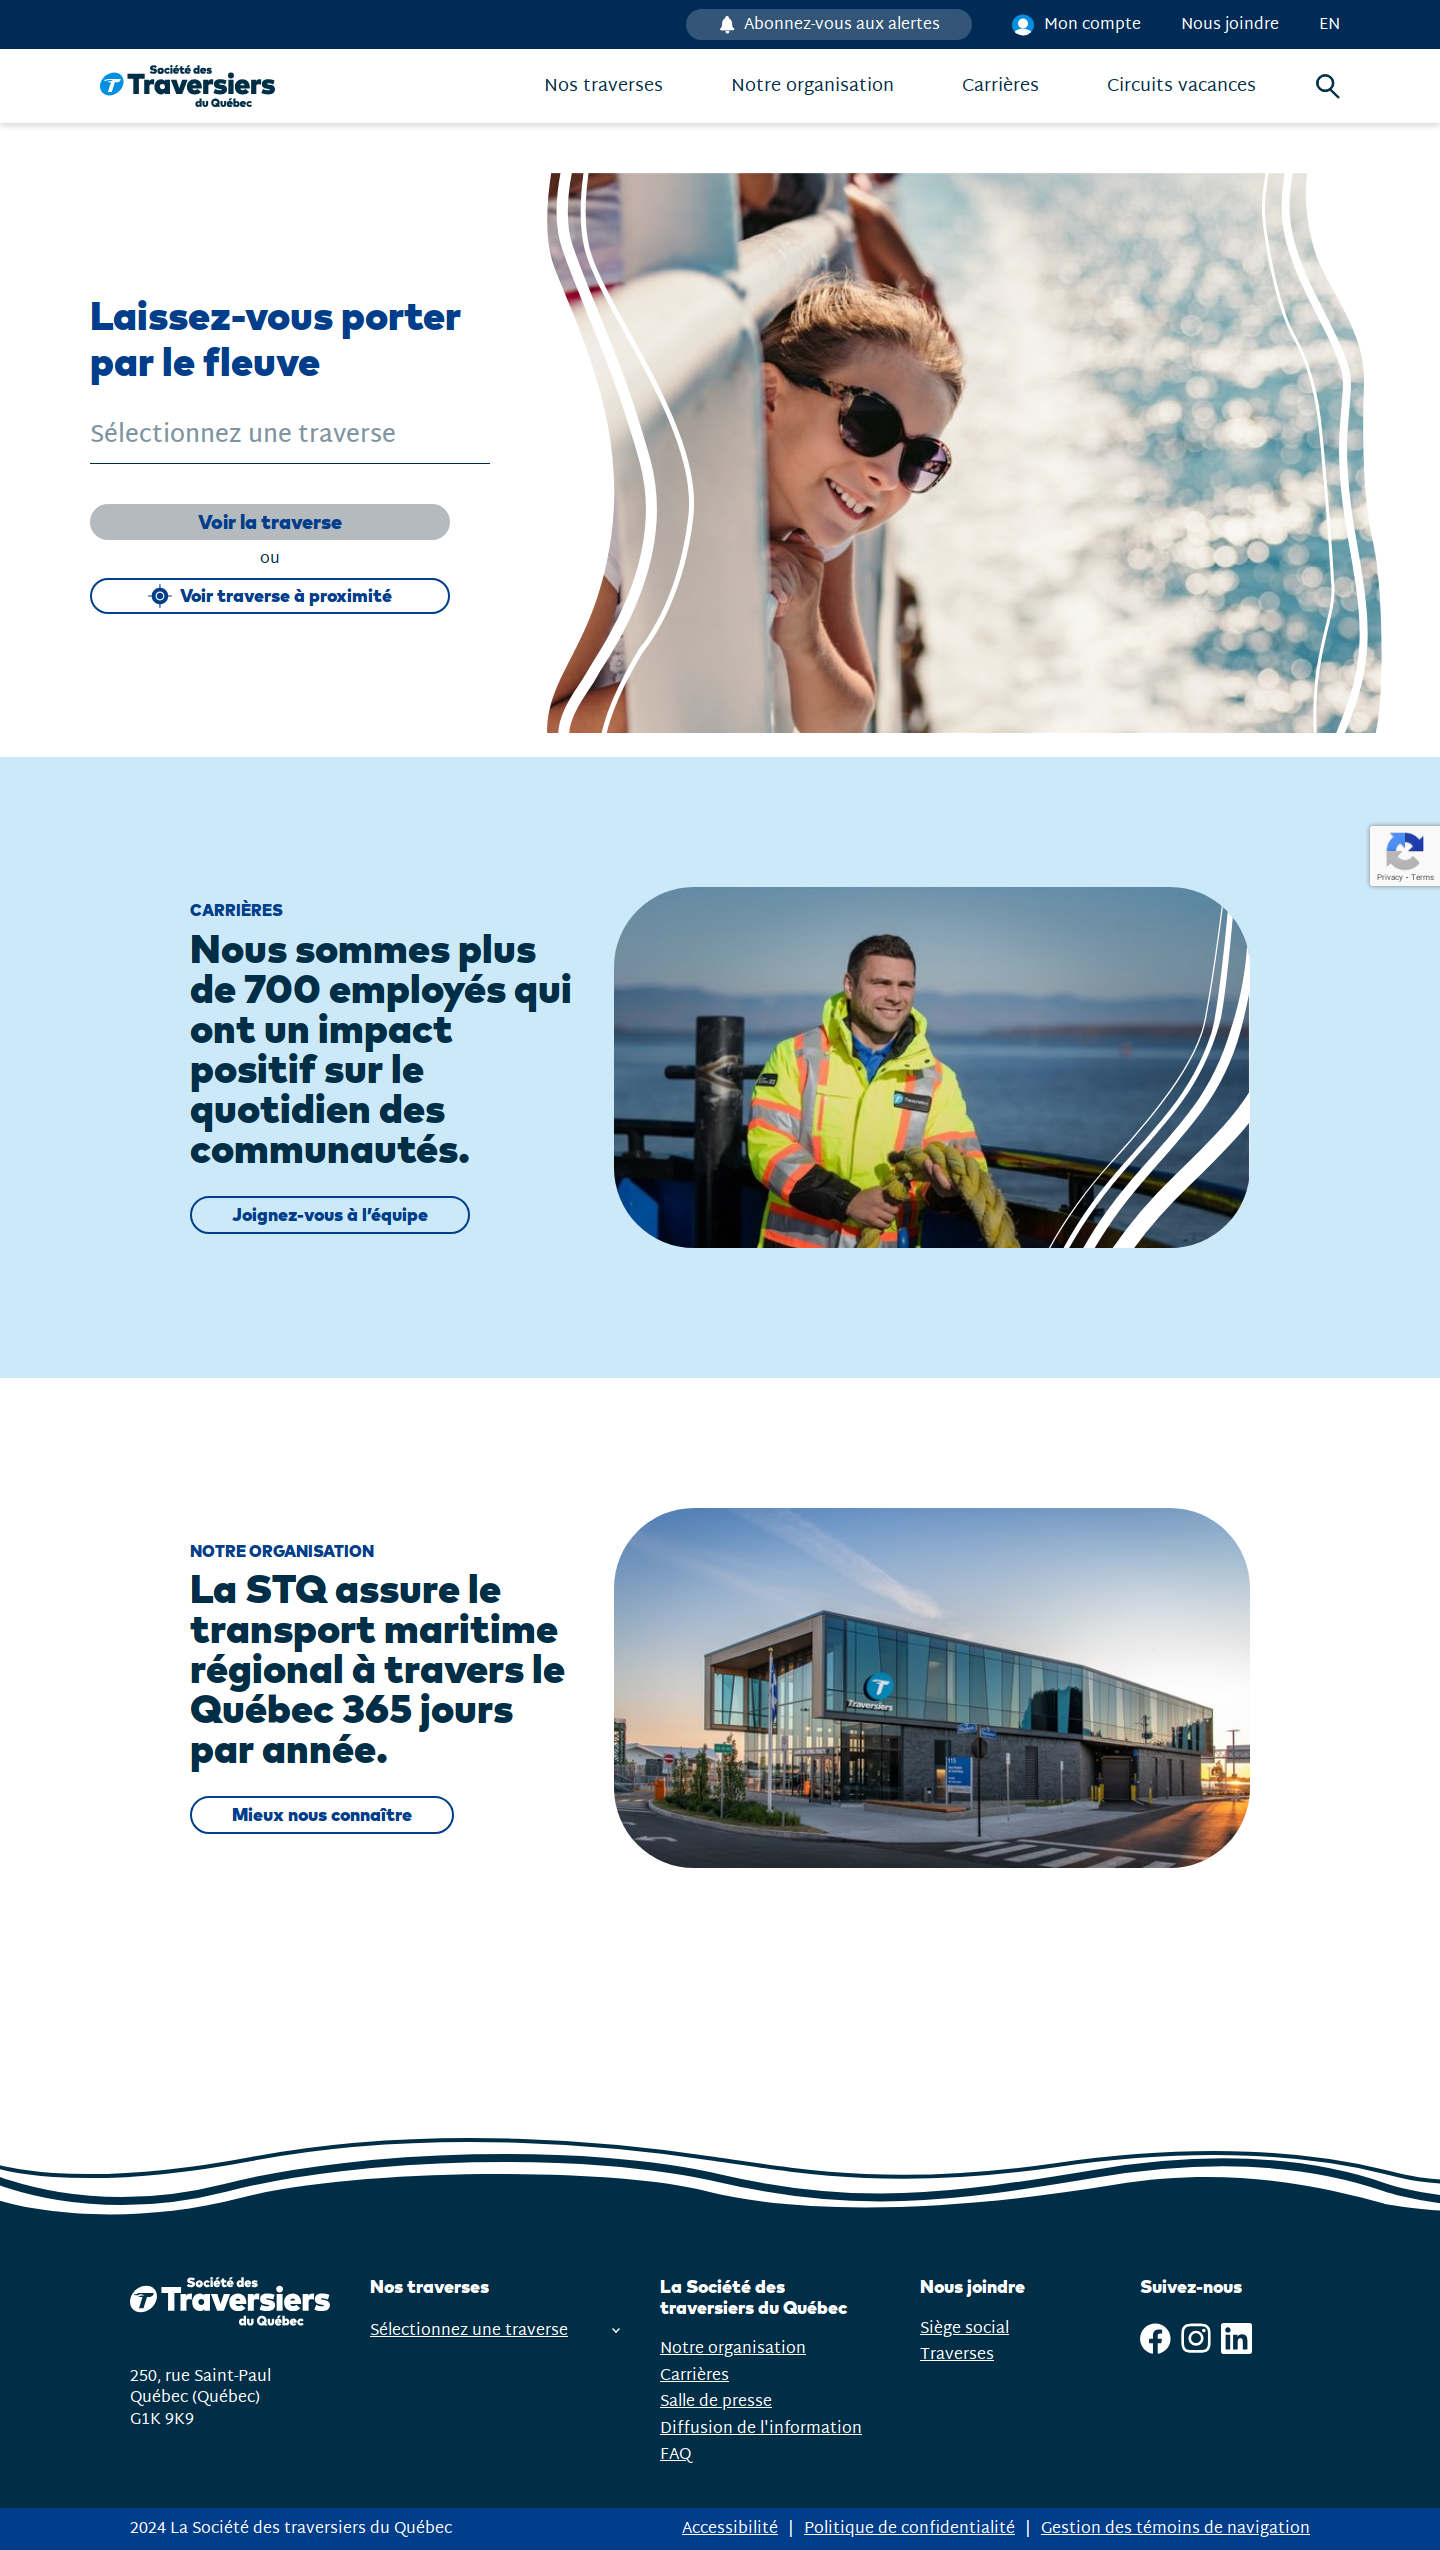 Abonnez-vous aux alertes
Mon compte
Nous joindre
EN
Société des
Traversiers
du Québec
Nos traverses
Notre organisation
Carrières
Circuits vacances
Laissez-vous porter
par le fleuve
Sélectionnez une traverse
Voir la traverse
ou
Voir traverse à proximité
Privacy - Terms
CARRIÈRES
Nous sommes plus
de 700 employés qui
ont un impact
positif sur le
quotidien des
communautés.
Joignez-vous à l'équipe
NOTRE ORGANISATION
La STQ assure le
transport maritime
régional à travers le
Québec 365 jours
par année.
Mieux nous connaître
Traversiers
115
Société des
Traversiers
du Québec
250, rue Saint-Paul
Québec (Québec)
G1K 9K9
Nos traverses
Sélectionnez une traverse
La Société des
traversiers du Québec
Notre organisation
Carrières
Salle de presse
Diffusion de l'information
FAQ
Nous joindre
Siège social
Traverses
Suivez-nous
2024 La Société des traversiers du Québec
Accessibilité | Politique de confidentialité | Gestion des témoins de navigation